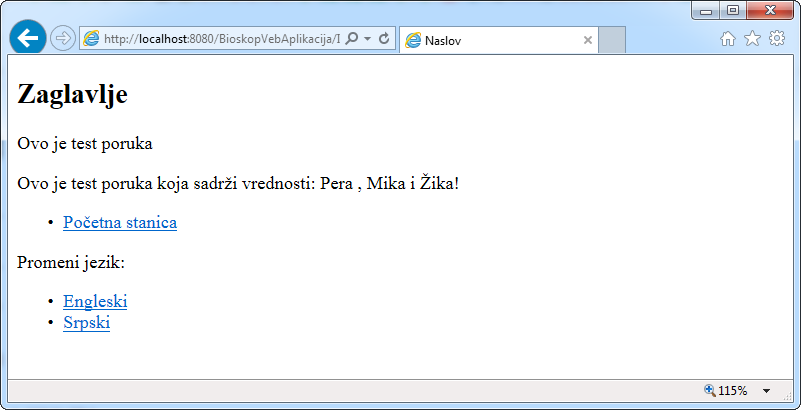 http://localhost:8080/BioskopVebAplikacija/I
Naslov
Zaglavlje
Ovo je test poruka
Ovo je test poruka koja sadrži vrednosti: Pera , Mika i Žika!
• Početna stanica
Promeni jezik:
• Engleski
• Srpski
115%